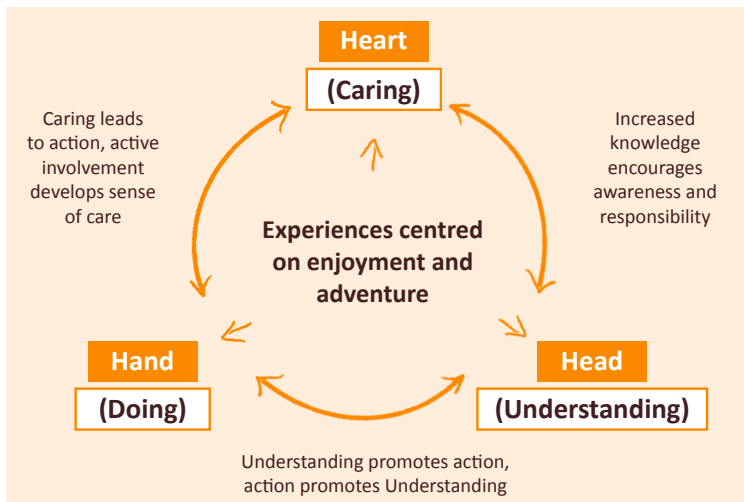 Heart
(Caring)
Caring leads
to action, active
involvement
develops sense
of care
Increased
knowledge
encourages
awareness and
responsibility
Experiences centred
on enjoyment and
adventure
Hand
(Doing)
Head
(Understanding)
Understanding promotes action,
action promotes Understanding